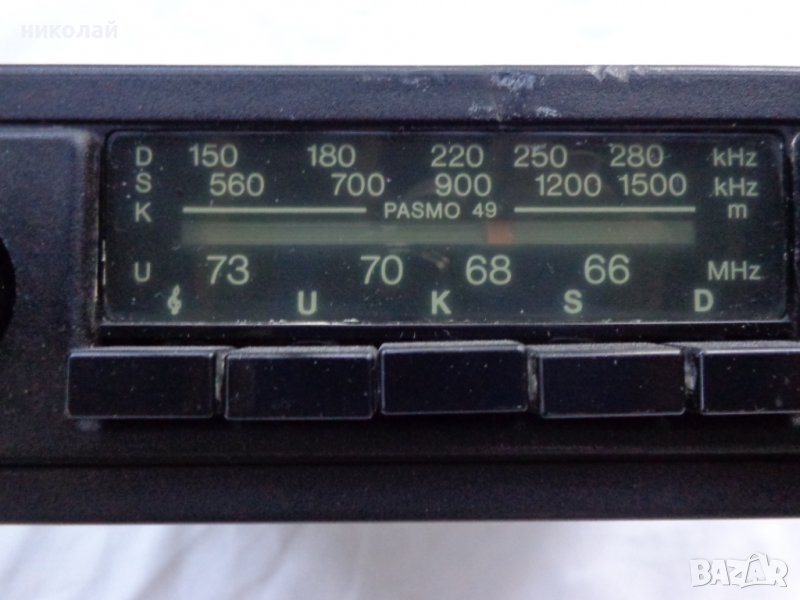 николай
D 150 180 220 250 280 kHz
S 560 700 900 1200 1500 kHz
K PASMO 49 m
U 73 70 68 66 MHz
U K S D
BAZAR